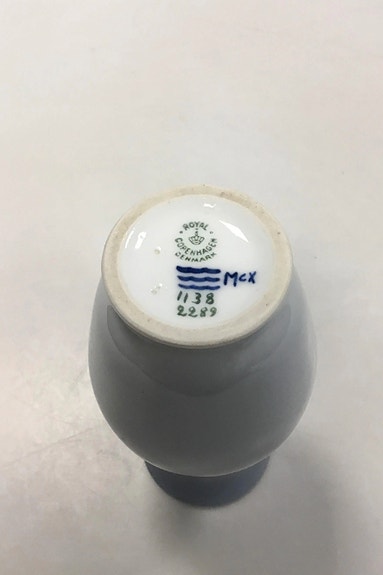 ROYAL
COPENHAGEN
DENMARK
McX
1138
2289